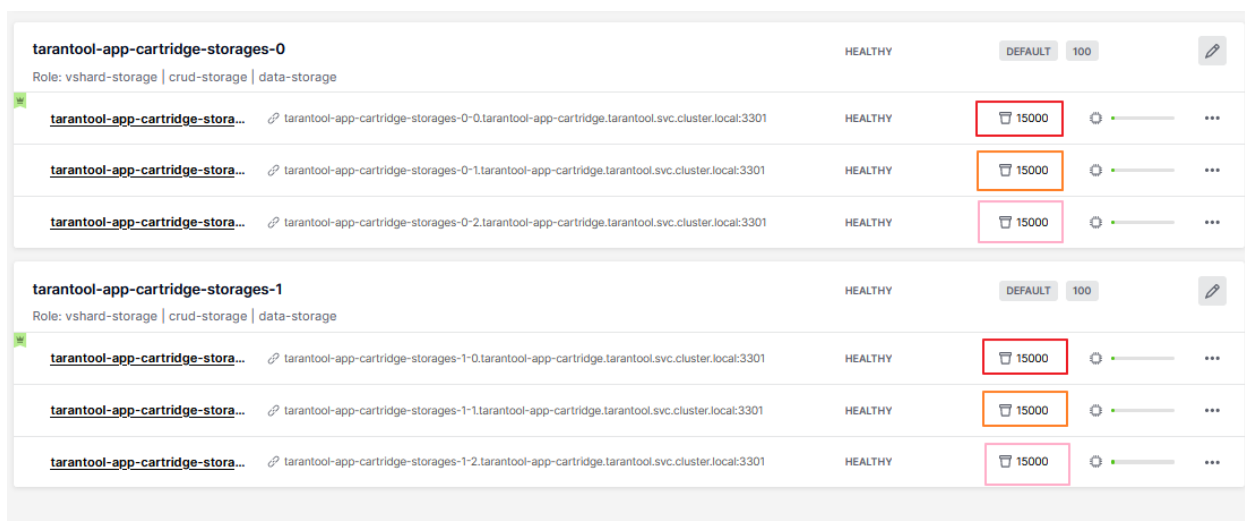 tarantool-app-cartridge-storages-0 HEALTHY DEFAULT 100
Role: vshard-storage | crud-storage | data-storage
tarantool-app-cartridge-stora... tarantool-app-cartridge-storages-0-0.tarantool-app-cartridge.tarantool.svc.cluster.local:3301 HEALTHY 15000
tarantool-app-cartridge-stora... tarantool-app-cartridge-storages-0-1.tarantool-app-cartridge.tarantool.svc.cluster.local:3301 HEALTHY 15000
tarantool-app-cartridge-stora... tarantool-app-cartridge-storages-0-2.tarantool-app-cartridge.tarantool.svc.cluster.local:3301 HEALTHY 15000
tarantool-app-cartridge-storages-1 HEALTHY DEFAULT 100
Role: vshard-storage | crud-storage | data-storage
tarantool-app-cartridge-stora... tarantool-app-cartridge-storages-1-0.tarantool-app-cartridge.tarantool.svc.cluster.local:3301 HEALTHY 15000
tarantool-app-cartridge-stora... tarantool-app-cartridge-storages-1-1.tarantool-app-cartridge.tarantool.svc.cluster.local:3301 HEALTHY 15000
tarantool-app-cartridge-stora... tarantool-app-cartridge-storages-1-2.tarantool-app-cartridge.tarantool.svc.cluster.local:3301 HEALTHY 15000